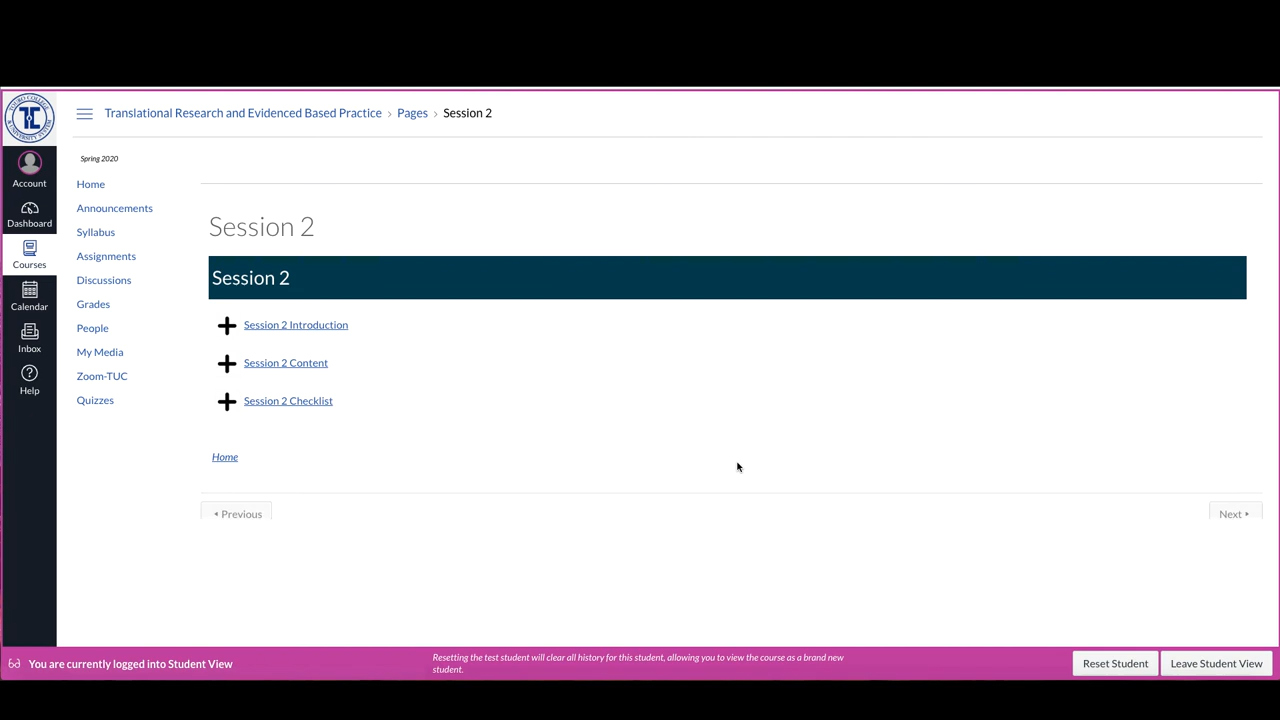 Translational Research and Evidenced Based Practice › Pages › Session 2
Account
Dashboard
Courses
Calendar
Inbox
Help
Spring 2020
Home
Announcements
Syllabus
Assignments
Discussions
Grades
People
My Media
Zoom-TUC
Quizzes
Session 2
Session 2
Session 2 Introduction
Session 2 Content
Session 2 Checklist
Home
Previous
Next
You are currently logged into Student View
Resetting the test student will clear all history for this student, allowing you to view the course as a brand new
student.
Reset Student
Leave Student View